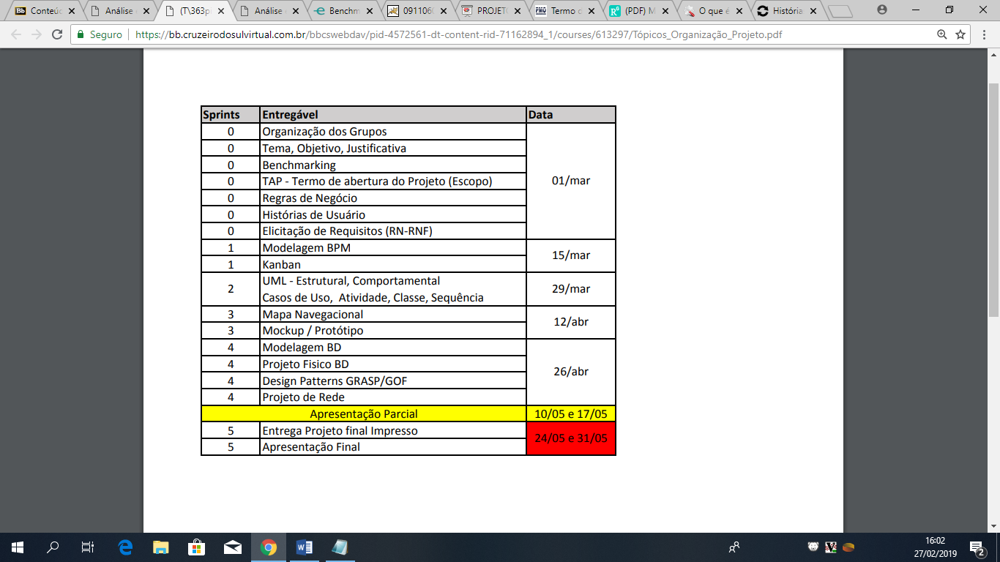 Conteúd
Análise
(T\363p
Análise
Benchm
091106
PROJET
Termo d
(PDF) M
O que é
História
Seguro
https://bb.cruzeirodosulvirtual.com.br/bbcswebdav/pid-4572561-dt-content-rid-71162894_1/courses/613297/Tópicos_Organização_Projeto.pdf
Sprints Entregável Data
0 Organização dos Grupos
0 Tema, Objetivo, Justificativa
0 Benchmarking
0 TAP - Termo de abertura do Projeto (Escopo) 01/mar
0 Regras de Negócio
0 Histórias de Usuário
0 Elicitação de Requisitos (RN-RNF)
1 Modelagem BPM 15/mar
1 Kanban
2 UML - Estrutural, Comportamental 29/mar
Casos de Uso, Atividade, Classe, Sequência
3 Mapa Navegacional 12/abr
3 Mockup / Protótipo
4 Modelagem BD
4 Projeto Fisico BD 26/abr
4 Design Patterns GRASP/GOF
4 Projeto de Rede
Apresentação Parcial 10/05 e 17/05
5 Entrega Projeto final Impresso 24/05 e 31/05
5 Apresentação Final
16:02
27/02/2019
2